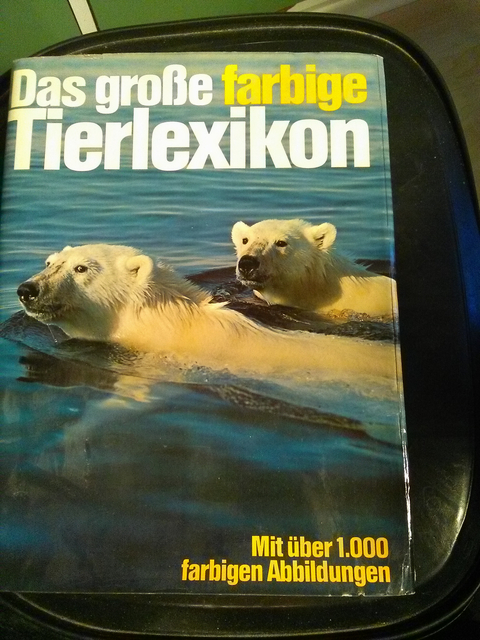 Das große farbige
Tierlexikon
Mit über 1.000
farbigen Abbildungen